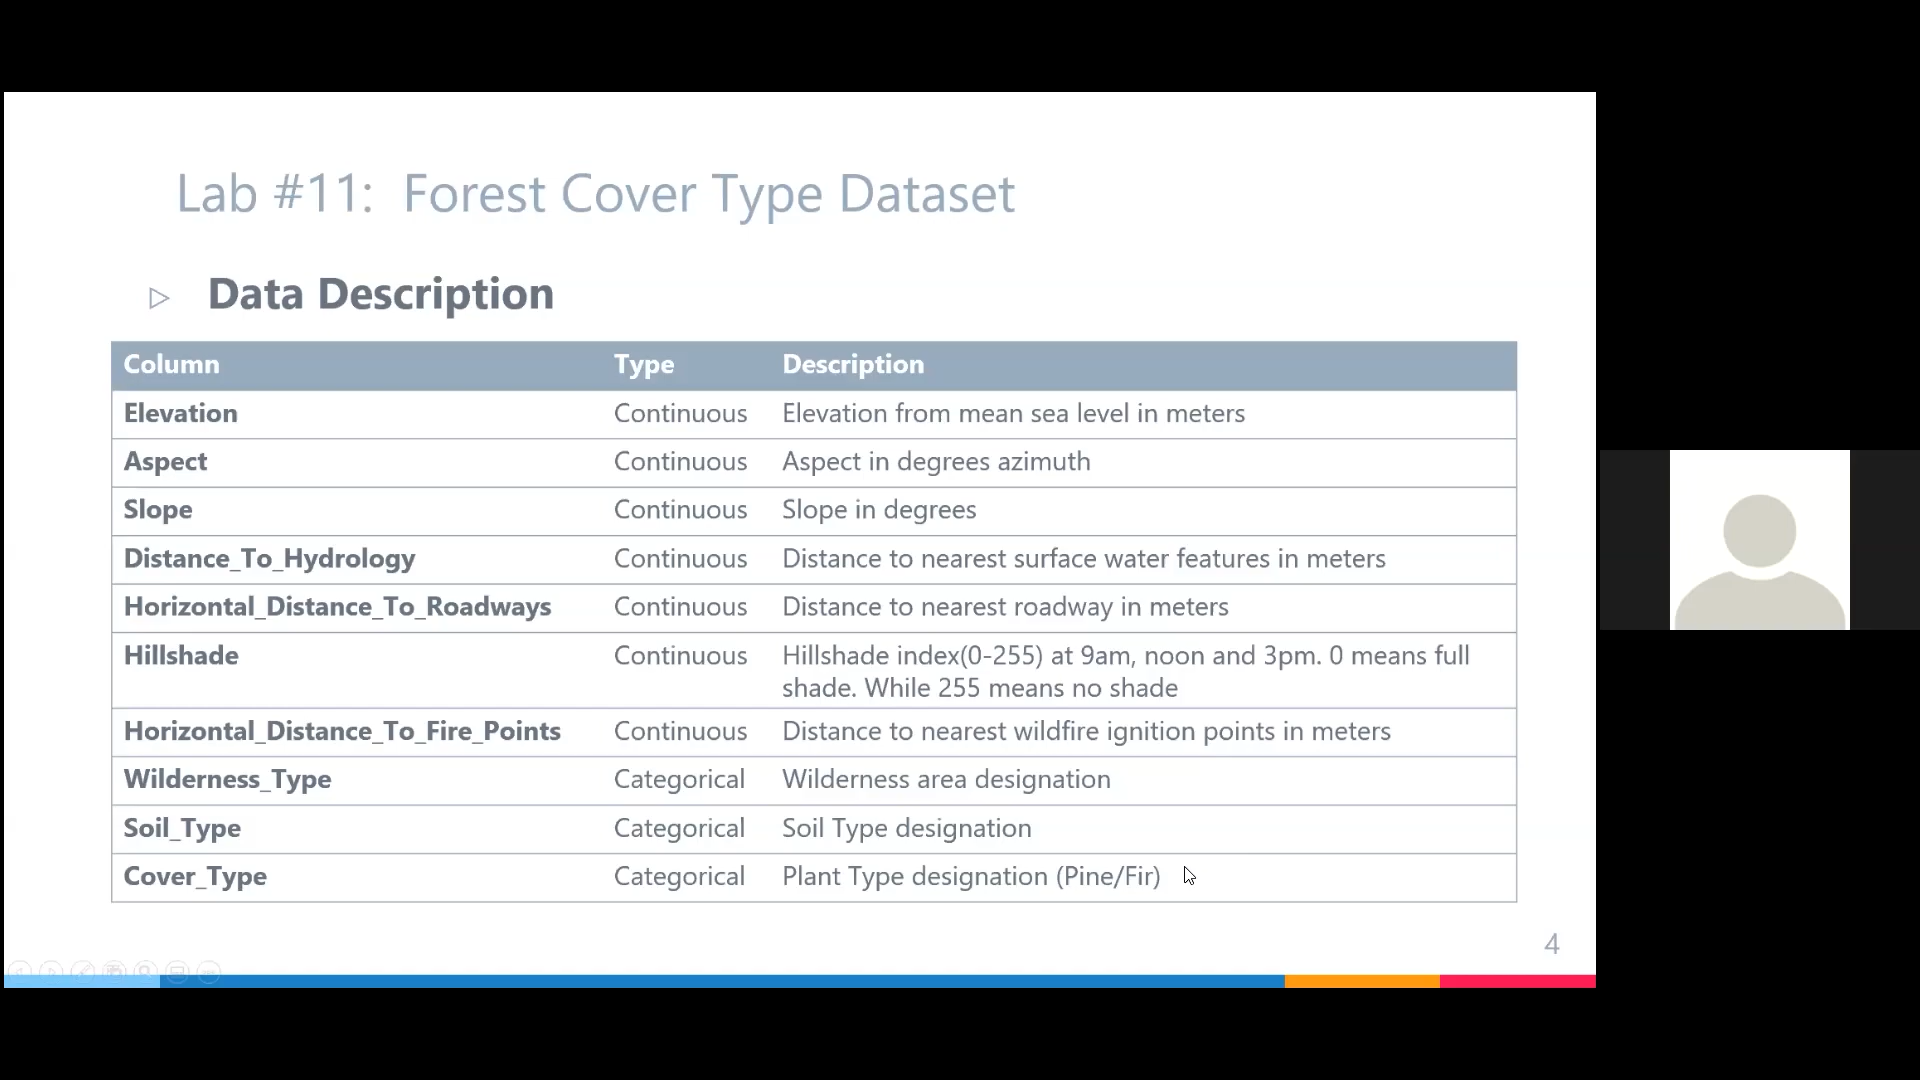 Lab #11: Forest Cover Type Dataset
Data Description
Column Type Description
Elevation Continuous Elevation from mean sea level in meters
Aspect Continuous Aspect in degrees azimuth
Slope Continuous Slope in degrees
Distance_To_Hydrology Continuous Distance to nearest surface water features in meters
Horizontal_Distance_To_Roadways Continuous Distance to nearest roadway in meters
Hillshade Continuous Hillshade index(0-255) at 9am, noon and 3pm. 0 means full
shade. While 255 means no shade
Horizontal_Distance_To_Fire_Points Continuous Distance to nearest wildfire ignition points in meters
Wilderness_Type Categorical Wilderness area designation
Soil_Type Categorical Soil Type designation
Cover_Type Categorical Plant Type designation (Pine/Fir)
4